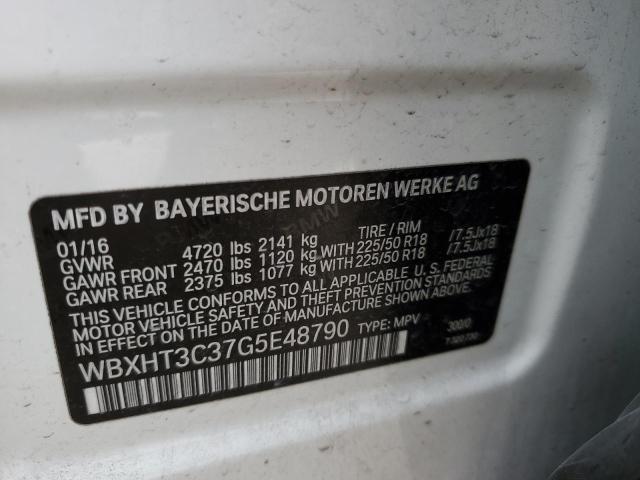 MFD BY BAYERISCHE MOTOREN WERKE AG
01/16 TIRE / RIM
GVWR 4720 lbs 2141 kg
GAWR FRONT 2470 lbs 1120 kg WITH 225/50 R18 /7.5Jx18
GAWR REAR 2375 lbs 1077 kg WITH 225/50 R18 /7.5Jx18
THIS VEHICLE CONFORMS TO ALL APPLICABLE U.S. FEDERAL
MOTOR VEHICLE SAFETY AND THEFT PREVENTION STANDARDS
IN EFFECT ON THE DATE OF MANUFACTURE SHOWN ABOVE.
WBXHT3C37G5E48790 TYPE: MPV 300/0